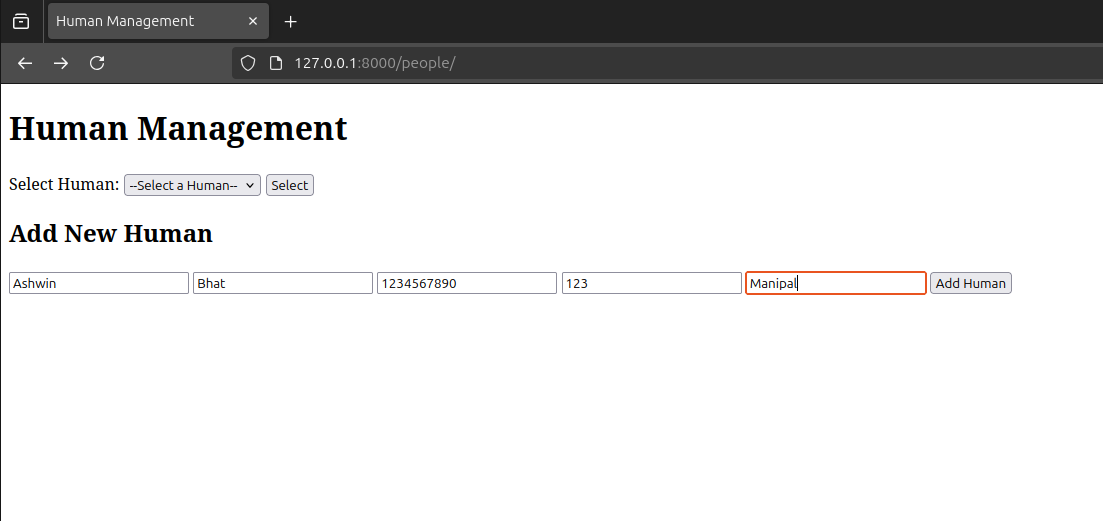 Human Management
127.0.0.1:8000/people/
Human Management
Select Human: --Select a Human-- Select
Add New Human
Ashwin Bhat 1234567890 123 Manipal Add Human